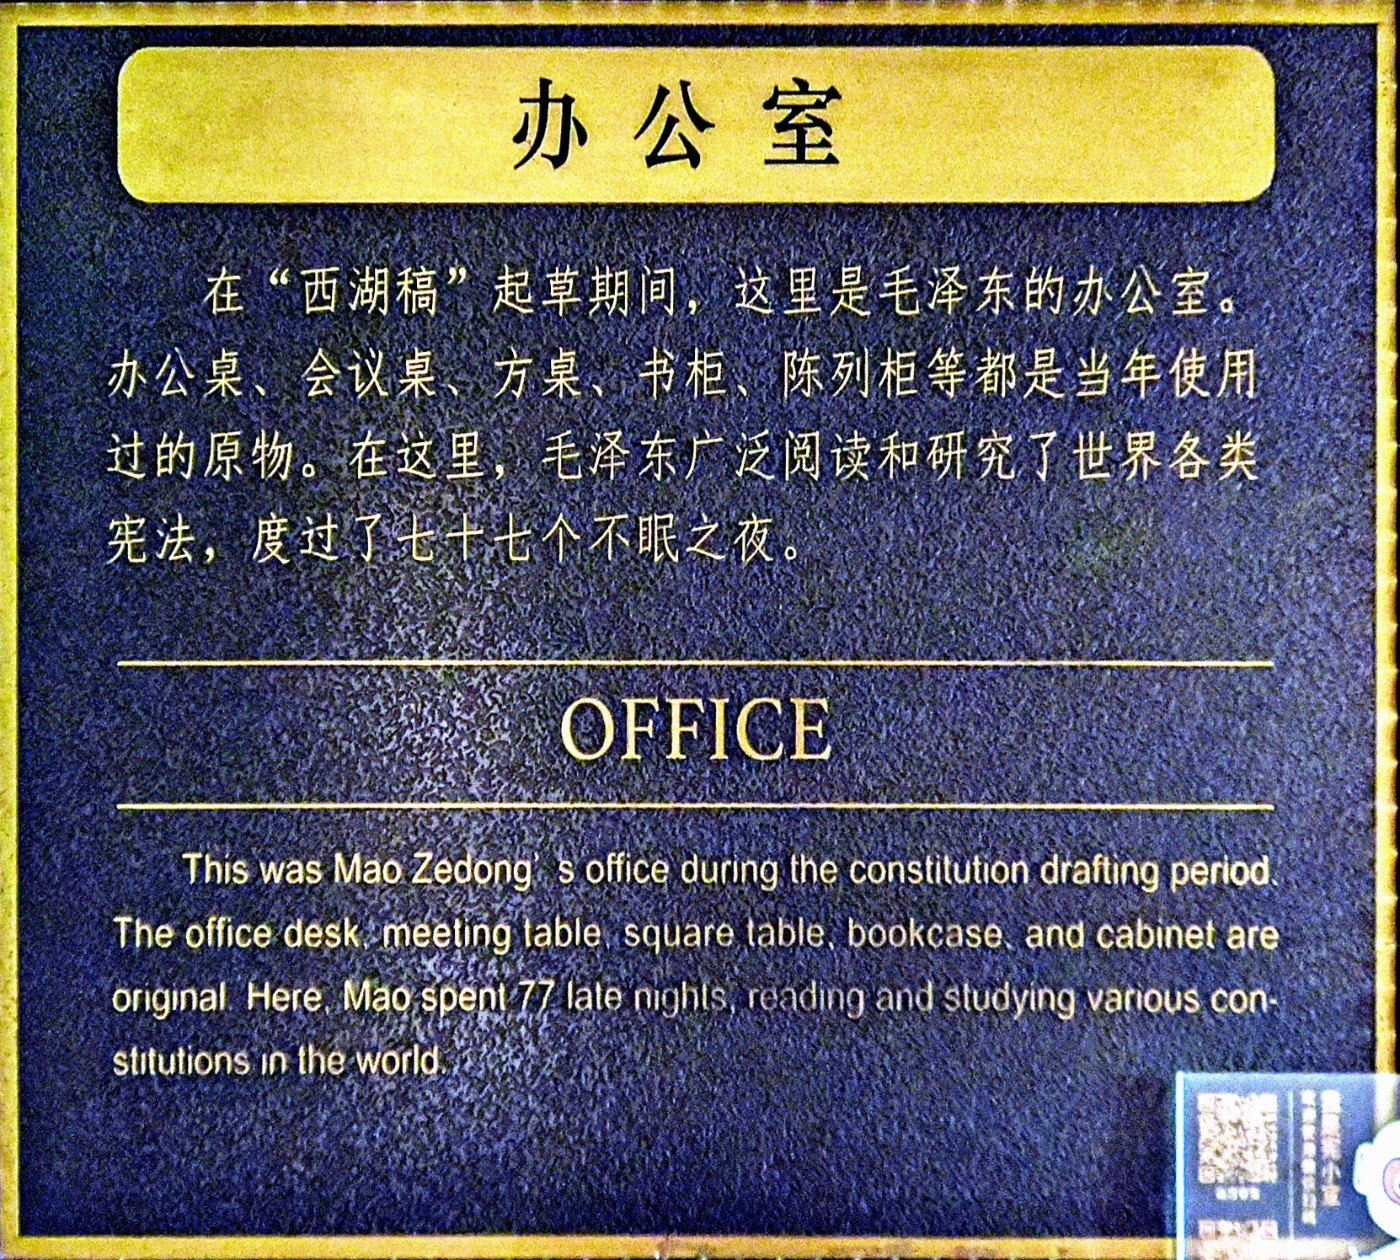 办公室
在“西湖稿”起草期间，这里是毛泽东的办公室。
办公桌、会议桌、方桌、书柜、陈列柜等都是当年使用
过的原物。在这里，毛泽东广泛阅读和研究了世界各类
宪法，度过了七十七个不眠之夜。
OFFICE
This was Mao Zedong's office during the constitution drafting period.
The office desk, meeting table, square table, bookcase, and cabinet are
original. Here, Mao spent 77 late nights, reading and studying various con-
stitutions in the world.